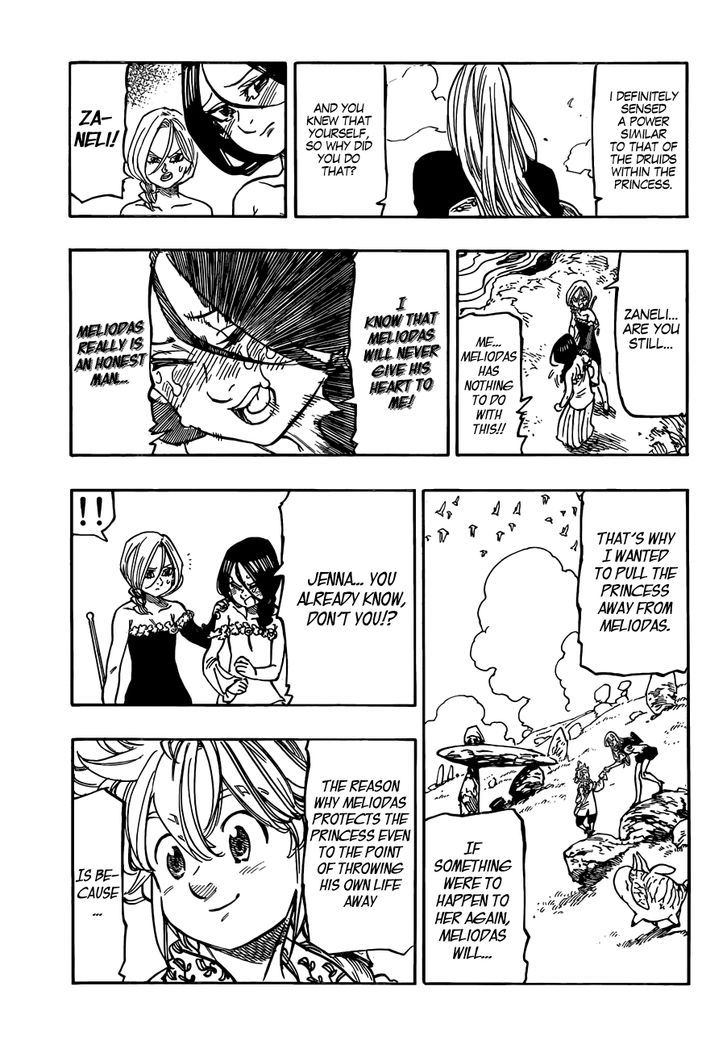 I DEFINITELY
SENSED
A POWER
SIMILAR
TO THAT
OF THE DRUIDS
WITHIN THE
PRINCESS.
AND YOU
KNEW THAT
YOURSELF,
SO WHY DID
YOU DO
THAT?
ZA-
NELI!
ZANELI...
ARE YOU
STILL...
ME...
MELIODAS
HAS
NOTHING
TO DO
WITH
THIS!!
I
KNOW THAT
MELIODAS
WILL NEVER
GIVE HIS
HEART TO
ME!
MELIODAS
REALLY IS
AN HONEST
MAN...
THAT'S WHY
I WANTED
TO PULL THE
PRINCESS
AWAY FROM
MELIODAS.
IF
SOMETHING
WERE TO
HAPPEN TO
HER AGAIN,
MELIODAS
WILL...
JENNA... YOU
ALREADY KNOW,
DON'T YOU!?
!!
THE REASON
WHY MELIODAS
PROTECTS THE
PRINCESS EVEN
TO THE POINT
OF THROWING
HIS OWN LIFE
AWAY
IS BE-
CAUSE
...